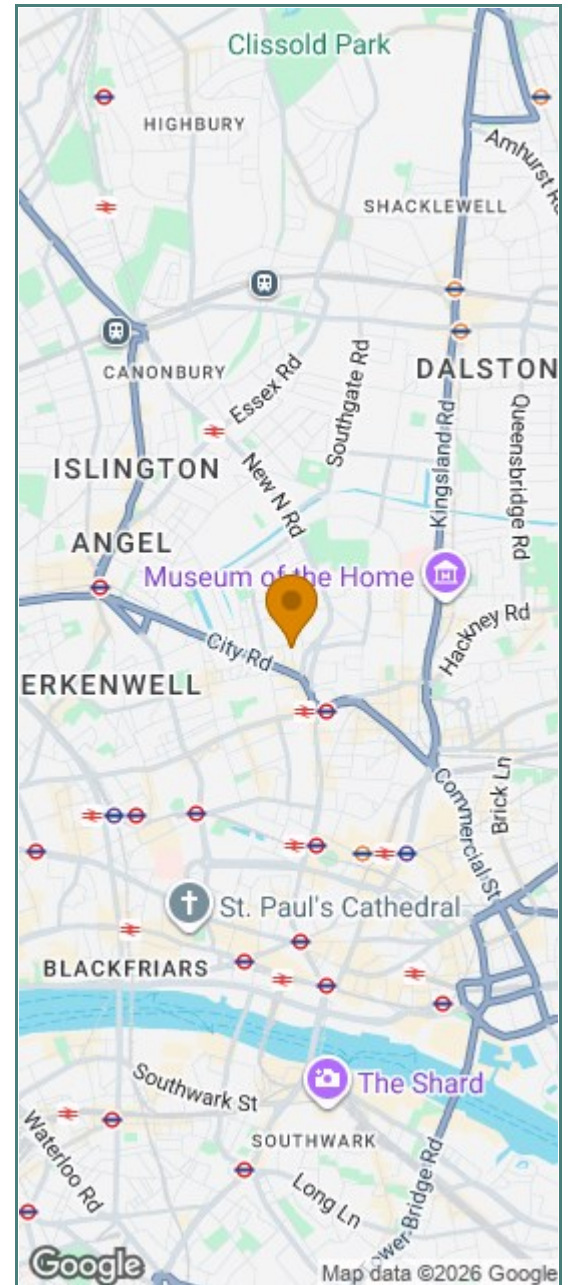 Clissold Park
HIGHBURY
Amhurst Rd
SHACKLEWELL
CANONBURY
Essex Rd
Southgate Rd
DALSTON
Queensbridge Rd
Kingsland Rd
ISLINGTON
New N Rd
ANGEL
Museum of the Home
Hackney Rd
City Rd
ERKENWELL
Commercial St
Brick Ln
St. Paul's Cathedral
BLACKFRIARS
The Shard
Southwark St
SOUTHWARK
Waterloo Rd
Long Ln
ower Bridge Rd
Google
Map data ©2026 Google